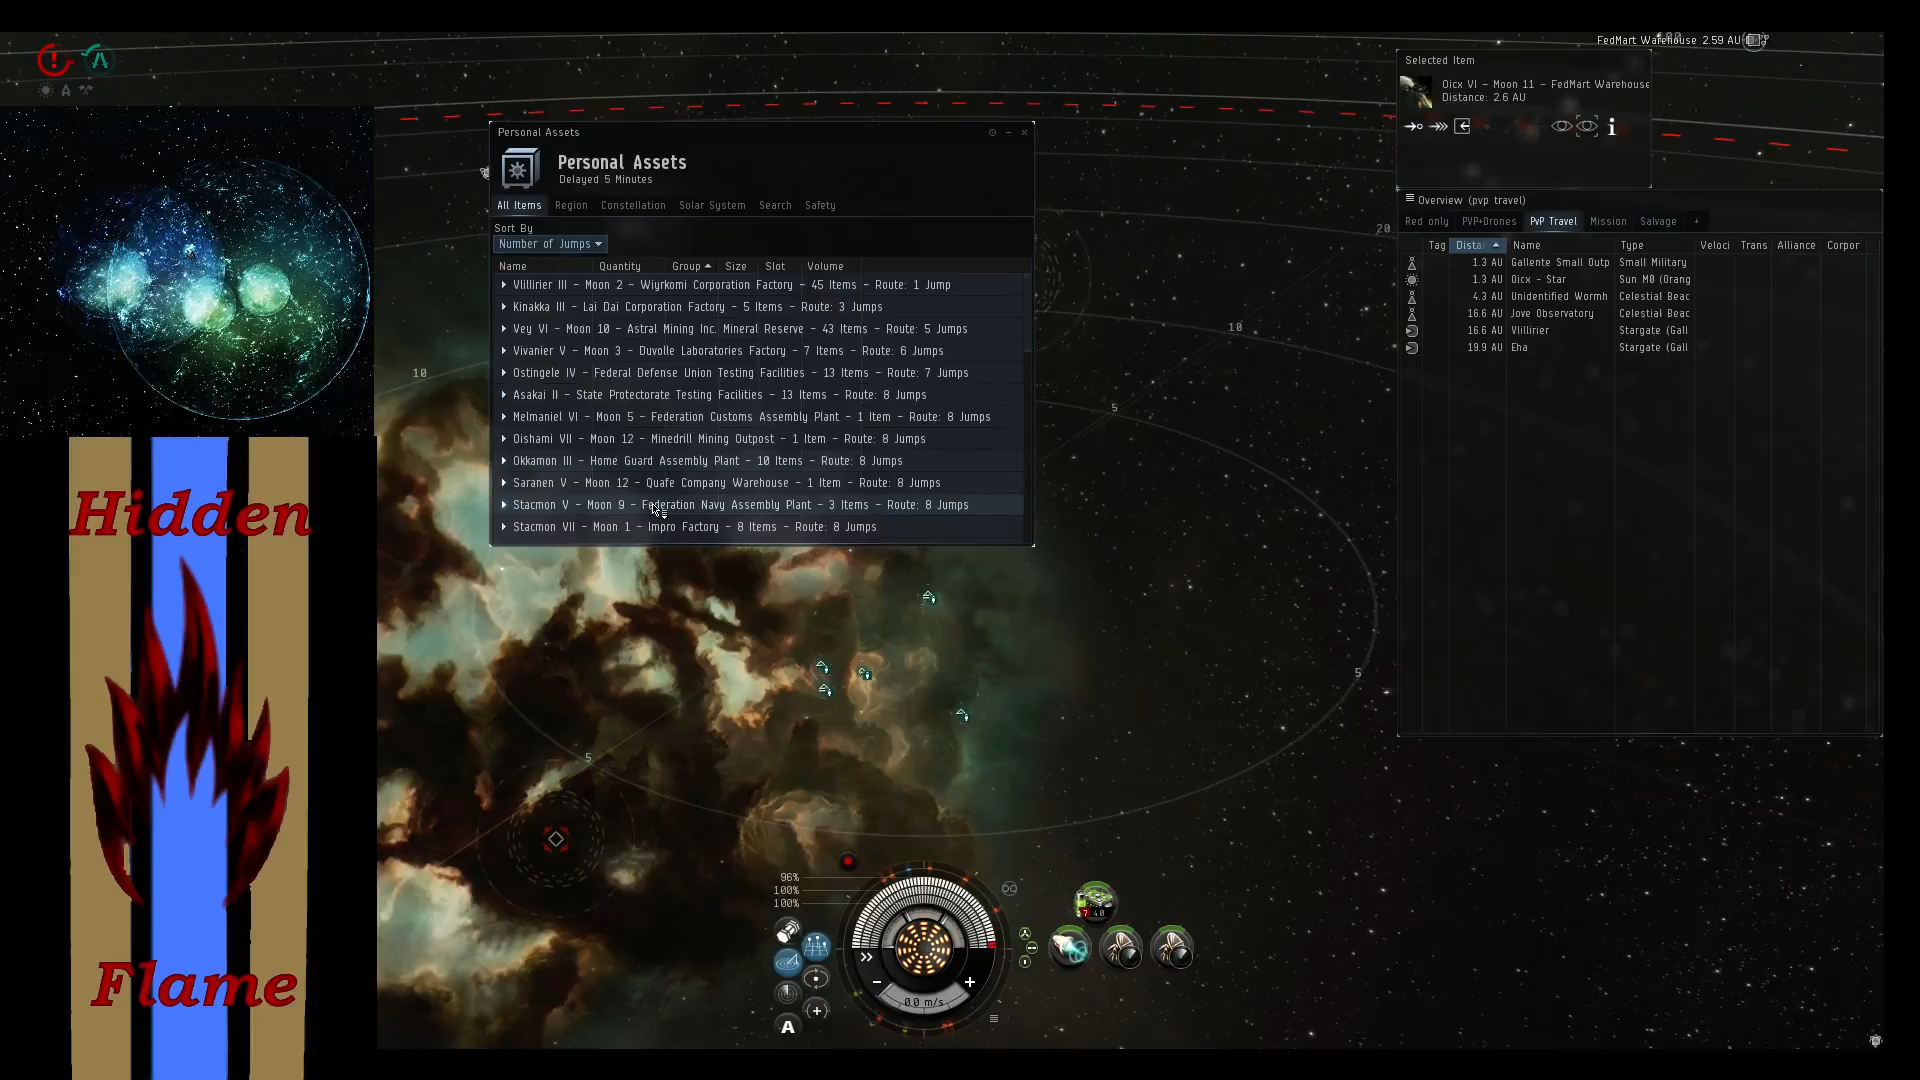 FedMart Warehouse 2.59 AU
Selected Item
Oicx VI - Moon 11 - FedMart Warehouse
Distance: 2.6 AU
Personal Assets
Personal Assets
Delayed 5 Minutes
All Items Region Constellation Solar System Search Safety
Sort By
Number of Jumps
Name Quantity Group Size Slot Volume
Vlillirier III - Moon 2 - Wiyrkomi Corporation Factory - 45 Items - Route: 1 Jump
Kinakka III - Lai Dai Corporation Factory - 5 Items - Route: 3 Jumps
Vey VI - Moon 10 - Astral Mining Inc. Mineral Reserve - 43 Items - Route: 5 Jumps
Vivanier V - Moon 3 - Duvolle Laboratories Factory - 7 Items - Route: 6 Jumps
Ostingele IV - Federal Defense Union Testing Facilities - 13 Items - Route: 7 Jumps
Asakai II - State Protectorate Testing Facilities - 13 Items - Route: 8 Jumps
Melmaniel VI - Moon 5 - Federation Customs Assembly Plant - 1 Item - Route: 8 Jumps
Oishami VII - Moon 12 - Minedrill Mining Outpost - 1 Item - Route: 8 Jumps
Okkamon III - Home Guard Assembly Plant - 10 Items - Route: 8 Jumps
Saranen V - Moon 12 - Quafe Company Warehouse - 1 Item - Route: 8 Jumps
Stacmon V - Moon 9 - Federation Navy Assembly Plant - 3 Items - Route: 8 Jumps
Stacmon VII - Moon 1 - Impro Factory - 8 Items - Route: 8 Jumps
Overview (pvp travel)
Red only PVP+Drones PvP Travel Mission Salvage +
Tag Dista Name Type Veloci Trans Alliance Corpor
1.3 AU Gallente Small Outp Small Military
1.3 AU Oicx - Star Sun M0 (Orang
4.3 AU Unidentified Wormh Celestial Beac
16.6 AU Jove Observatory Celestial Beac
16.6 AU Vlillirier Stargate (Gall
19.9 AU Eha Stargate (Gall
20
10
10
5
5
5
Hidden
Flame
96%
100%
100%
0.0 m/s
A
7 40